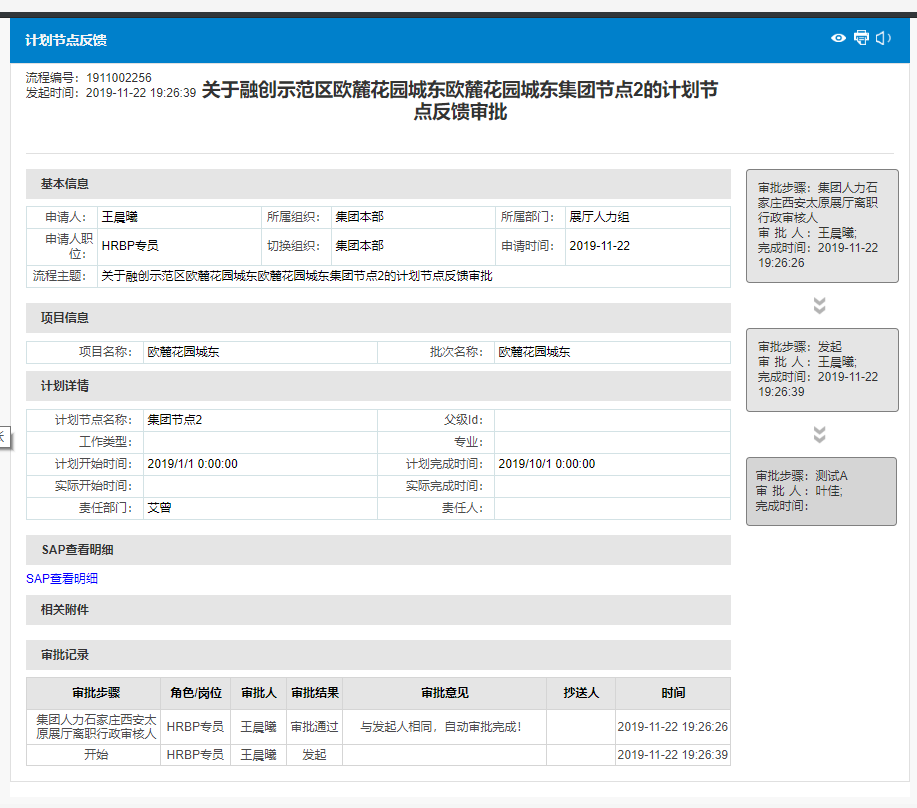 计划节点反馈
流程编号：1911002256
发起时间：2019-11-22 19:26:39
关于融创示范区欧麓花园城东欧麓花园城东集团节点2的计划节
点反馈审批
基本信息
申请人： 王晨曦 所属组织： 集团本部 所属部门： 展厅人力组
申请人职
位： HRBP专员 切换组织： 集团本部 申请时间： 2019-11-22
流程主题： 关于融创示范区欧麓花园城东欧麓花园城东集团节点2的计划节点反馈审批
项目信息
项目名称： 欧麓花园城东 批次名称： 欧麓花园城东
计划详情
计划节点名称： 集团节点2 父级Id：
工作类型： 专业：
计划开始时间： 2019/1/1 0:00:00 计划完成时间： 2019/10/1 0:00:00
实际开始时间： 实际完成时间：
责任部门： 艾曾 责任人：
SAP查看明细
SAP查看明细
相关附件
审批记录
审批步骤 角色/岗位 审批人 审批结果 审批意见 抄送人 时间
集团人力石家庄西安太
原展厅离职行政审核人 HRBP专员 王晨曦 审批通过 与发起人相同，自动审批完成! 2019-11-22 19:26:26
开始 HRBP专员 王晨曦 发起 2019-11-22 19:26:39
审批步骤：集团人力石
家庄西安太原展厅离职
行政审核人
审 批 人：王晨曦;
完成时间：2019-11-22
19:26:26
审批步骤：发起
审 批 人：王晨曦;
完成时间：2019-11-22
19:26:39
审批步骤：测试A
审 批 人：叶佳;
完成时间：